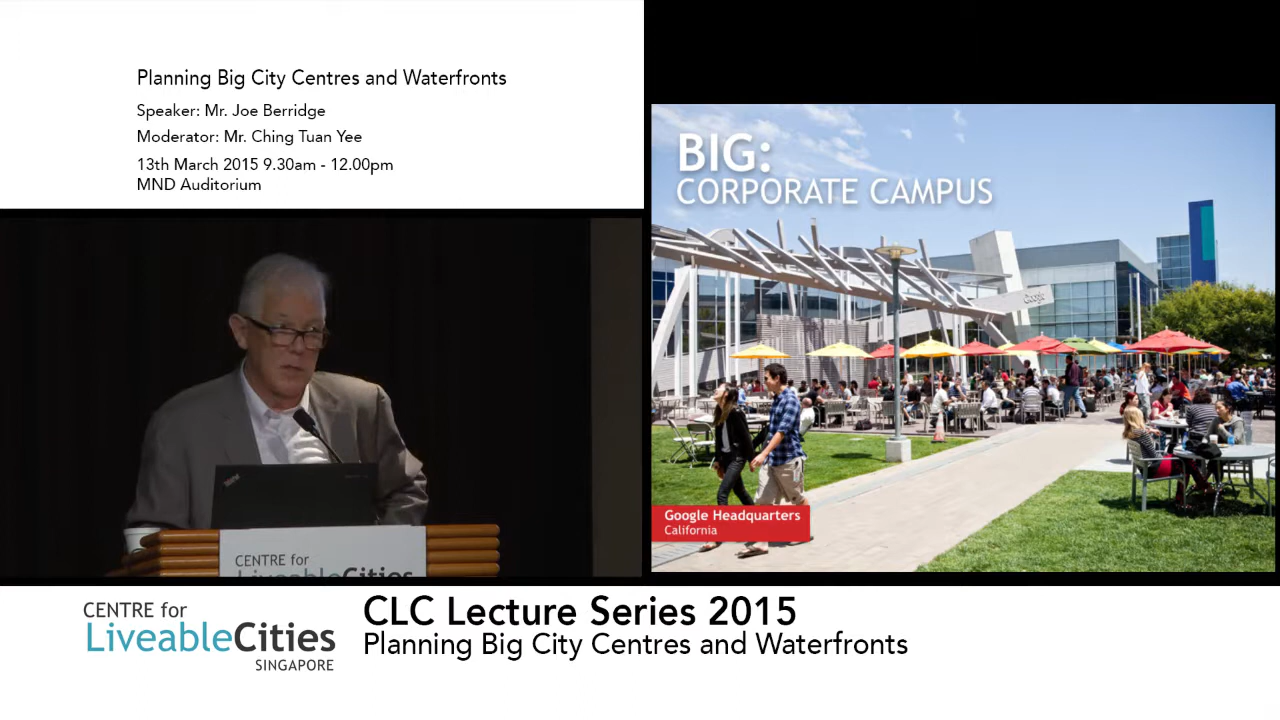 Planning Big City Centres and Waterfronts
Speaker: Mr. Joe Berridge
Moderator: Mr. Ching Tuan Yee
13th March 2015 9.30am - 12.00pm
MND Auditorium
BIG:
CORPORATE CAMPUS
Google
Google Headquarters
California
CENTRE for
LiveableCities
CENTRE for
LiveableCities
SINGAPORE
CLC Lecture Series 2015
Planning Big City Centres and Waterfronts